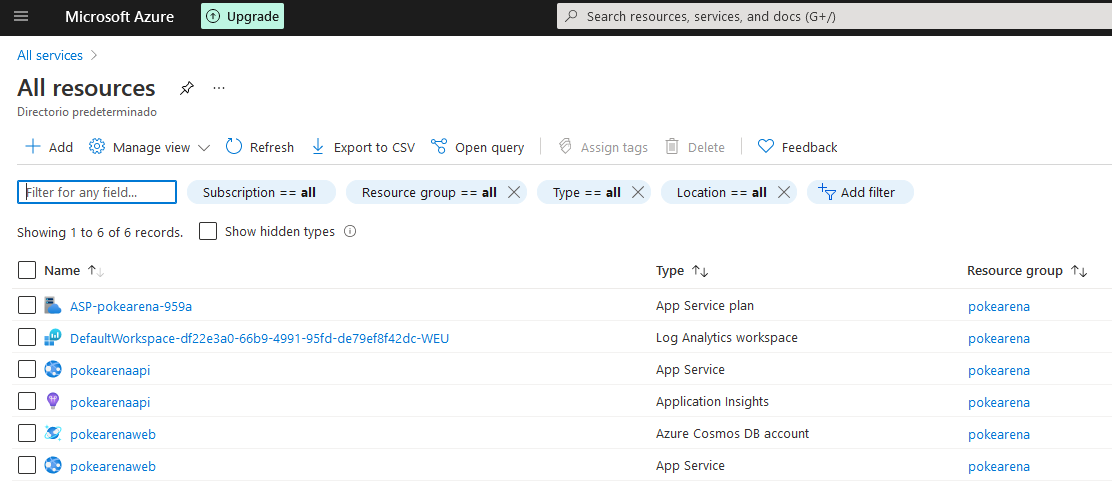 Microsoft Azure Upgrade Search resources, services, and docs (G+/)
All services
All resources ...
Directorio predeterminado
Add Manage view Refresh Export to CSV Open query Assign tags Delete Feedback
Filter for any field... Subscription == all Resource group == all Type == all Location == all Add filter
Showing 1 to 6 of 6 records. Show hidden types
Name Type Resource group
ASP-pokearena-959a App Service plan pokearena
DefaultWorkspace-df22e3a0-66b9-4991-95fd-de79ef8f42dc-WEU Log Analytics workspace pokearena
pokearenaapi App Service pokearena
pokearenaapi Application Insights pokearena
pokearenaweb Azure Cosmos DB account pokearena
pokearenaweb App Service pokearena